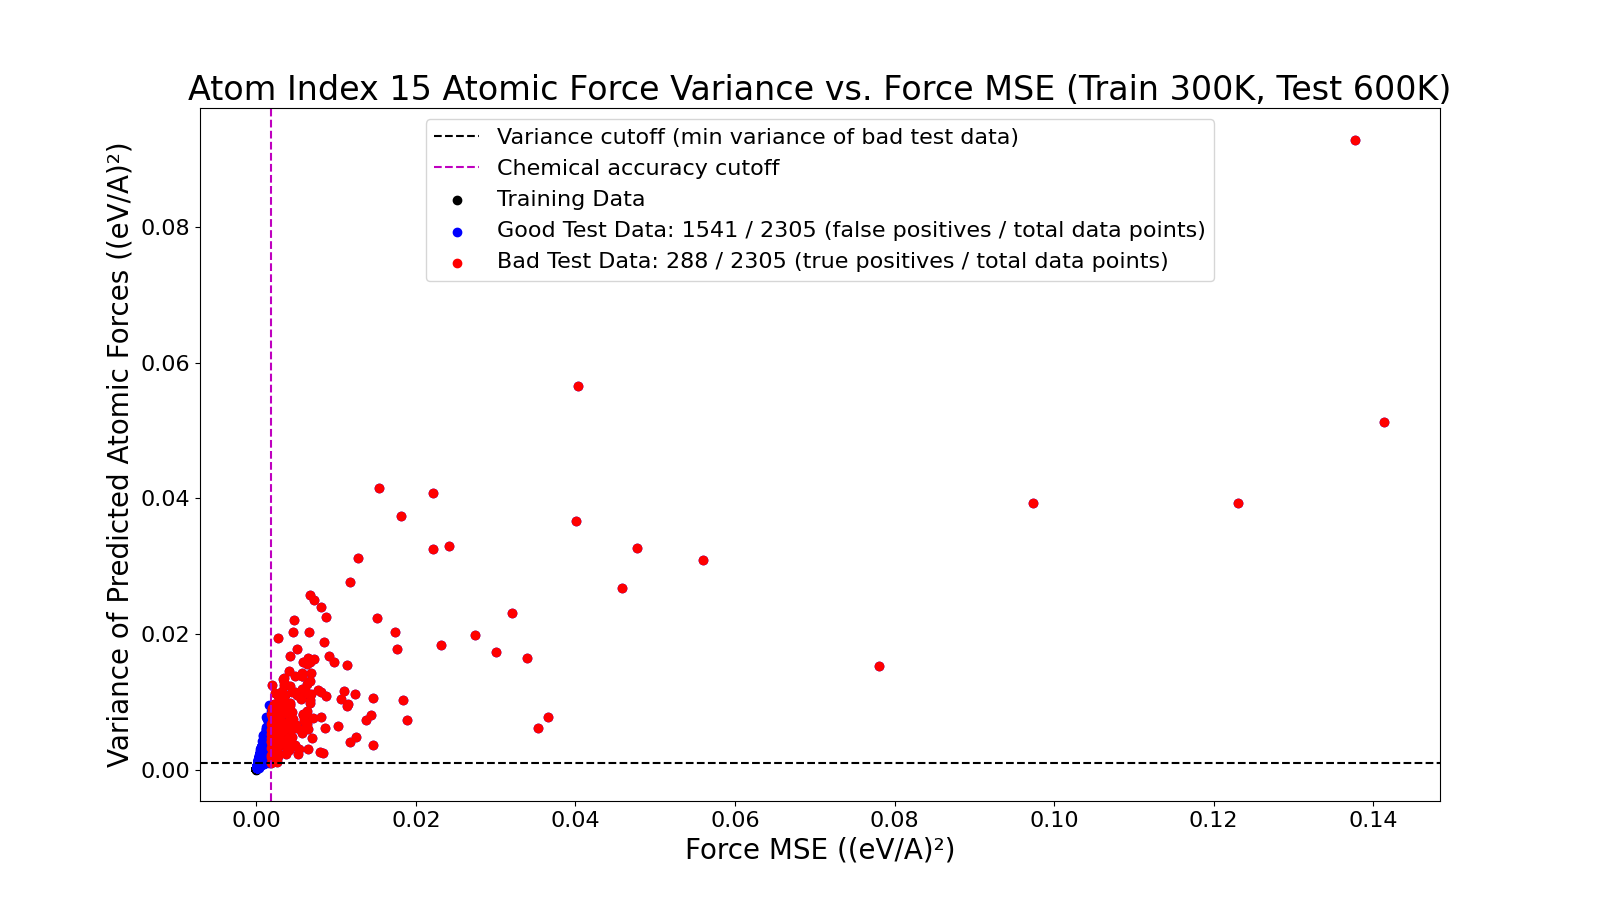 Atom Index 15 Atomic Force Variance vs. Force MSE (Train 300K, Test 600K)
Variance cutoff (min variance of bad test data)
Chemical accuracy cutoff
Training Data
Good Test Data: 1541 / 2305 (false positives / total data points)
Bad Test Data: 288 / 2305 (true positives / total data points)
Variance of Predicted Atomic Forces ((eV/A)²)
0.08
0.06
0.04
0.02
0.00
0.00 0.02 0.04 0.06 0.08 0.10 0.12 0.14
Force MSE ((eV/A)²)